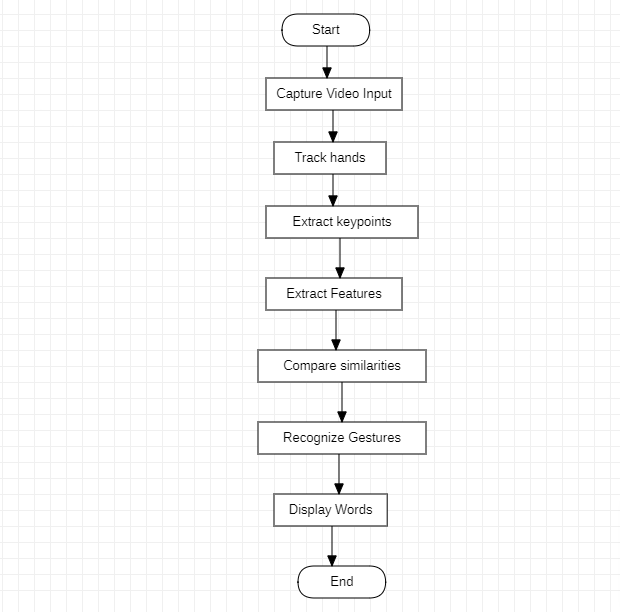 Start
Capture Video Input
Track hands
Extract keypoints
Extract Features
Compare similarities
Recognize Gestures
Display Words
End